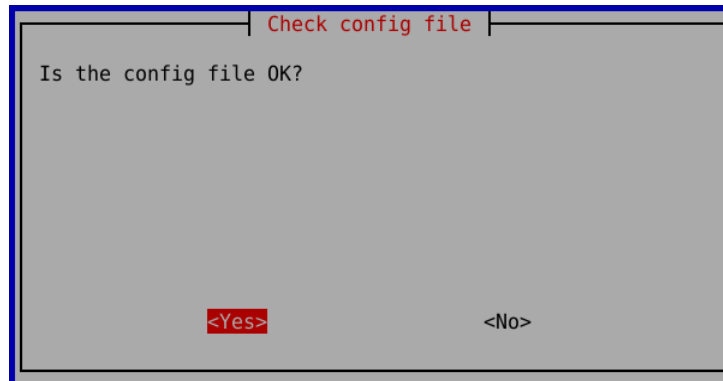 Check config file
Is the config file OK?
<Yes> <No>